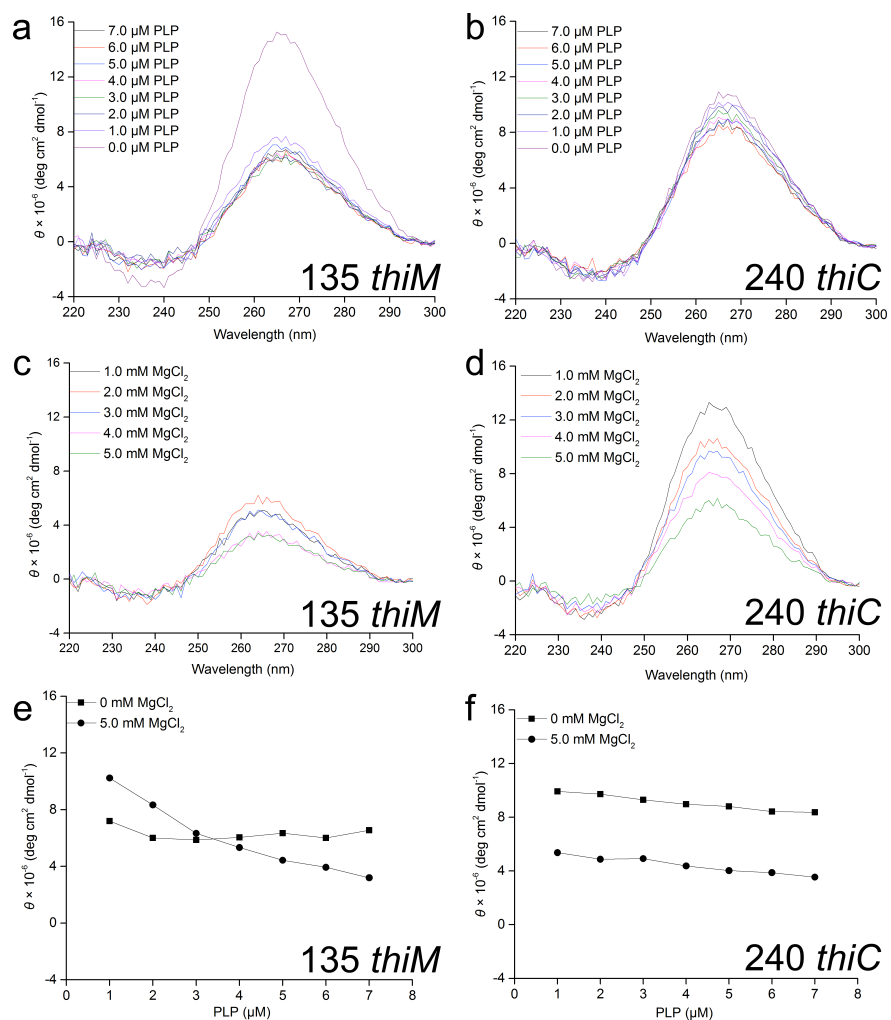 a
16
12
8
4
0
-4
θ × 10⁻⁶ (deg cm² dmol⁻¹)
7.0 µM PLP
6.0 µM PLP
5.0 µM PLP
4.0 µM PLP
3.0 µM PLP
2.0 µM PLP
1.0 µM PLP
0.0 µM PLP
135 thiM
220 230 240 250 260 270 280 290 300
Wavelength (nm)
b
16
12
8
4
0
-4
θ × 10⁻⁶ (deg cm² dmol⁻¹)
7.0 µM PLP
6.0 µM PLP
5.0 µM PLP
4.0 µM PLP
3.0 µM PLP
2.0 µM PLP
1.0 µM PLP
0.0 µM PLP
240 thiC
220 230 240 250 260 270 280 290 300
Wavelength (nm)
c
16
12
8
4
0
-4
θ × 10⁻⁶ (deg cm² dmol⁻¹)
1.0 mM MgCl₂
2.0 mM MgCl₂
3.0 mM MgCl₂
4.0 mM MgCl₂
5.0 mM MgCl₂
135 thiM
220 230 240 250 260 270 280 290 300
Wavelength (nm)
d
16
12
8
4
0
-4
θ × 10⁻⁶ (deg cm² dmol⁻¹)
1.0 mM MgCl₂
2.0 mM MgCl₂
3.0 mM MgCl₂
4.0 mM MgCl₂
5.0 mM MgCl₂
240 thiC
220 230 240 250 260 270 280 290 300
Wavelength (nm)
e
16
12
8
4
0
-4
θ × 10⁻⁶ (deg cm² dmol⁻¹)
0 mM MgCl₂
5.0 mM MgCl₂
135 thiM
0 1 2 3 4 5 6 7 8
PLP (µM)
f
16
12
8
4
0
-4
θ × 10⁻⁶ (deg cm² dmol⁻¹)
0 mM MgCl₂
5.0 mM MgCl₂
240 thiC
0 1 2 3 4 5 6 7 8
PLP (µM)